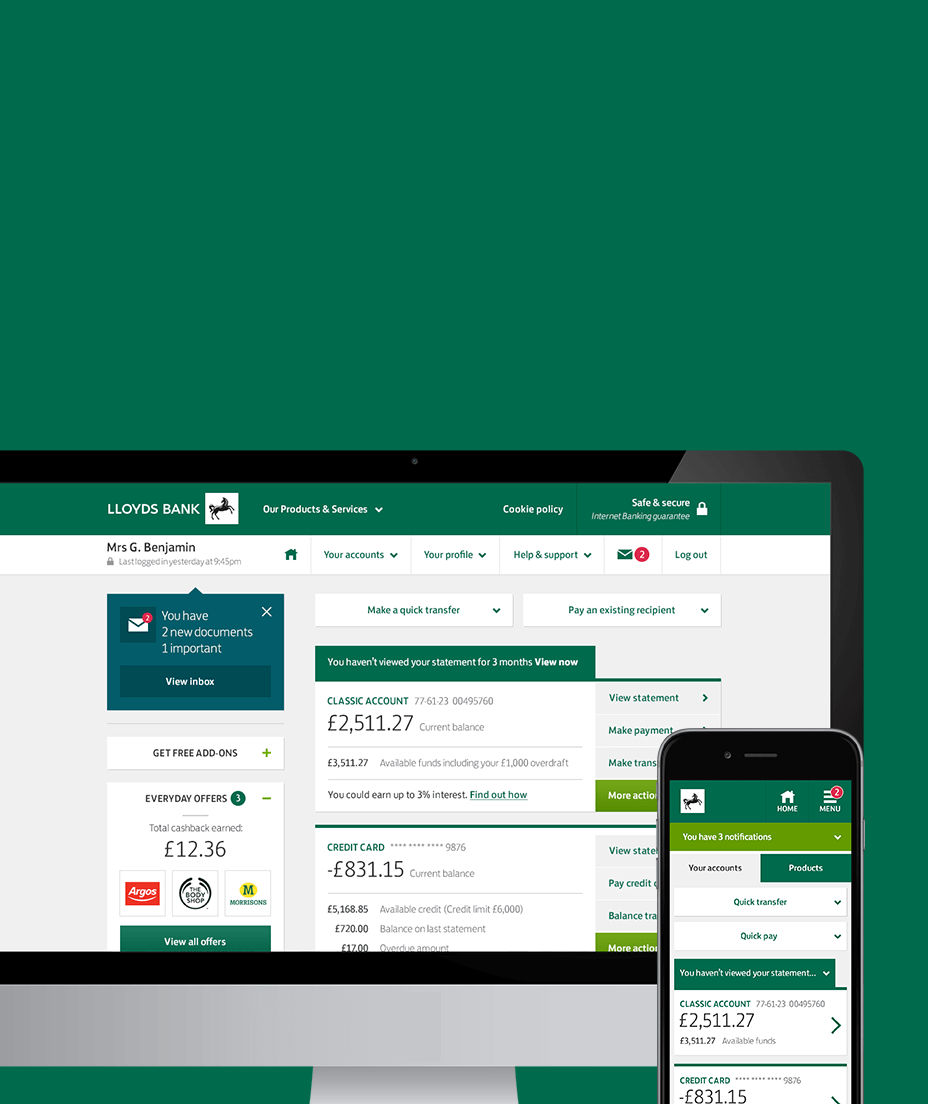 LLOYDS BANK
Our Products & Services
Cookie policy
Safe & secure
Internet Banking guarantee
Mrs G. Benjamin
Last logged in yesterday at 9:45pm
Your accounts
Your profile
Help & support
2
Log out
2
You have
2 new documents
1 important
View inbox
GET FREE ADD-ONS
EVERYDAY OFFERS 3
Total cashback earned:
£12.36
Argos
THE
BODY
SHOP
M
MORRISONS
View all offers
Make a quick transfer
Pay an existing recipient
You haven't viewed your statement for 3 months View now
CLASSIC ACCOUNT 77-61-23 00495760
£2,511.27 Current balance
£3,511.27 Available funds including your £1,000 overdraft
You could earn up to 3% interest. Find out how
View statement
Make payment
Make trans
More actio
CREDIT CARD **** **** **** 9876
-£831.15 Current balance
£5,168.85 Available credit (Credit limit £6,000)
£720.00 Balance on last statement
£17.00 Overdue amount
View state
Pay credit c
Balance tra
More actio
HOME
2
MENU
You have 3 notifications
Your accounts
Products
Quick transfer
Quick pay
You haven't viewed your statement...
CLASSIC ACCOUNT 77-61-23 00495760
£2,511.27
£3,511.27 Available funds
CREDIT CARD **** **** **** 9876
-£831.15